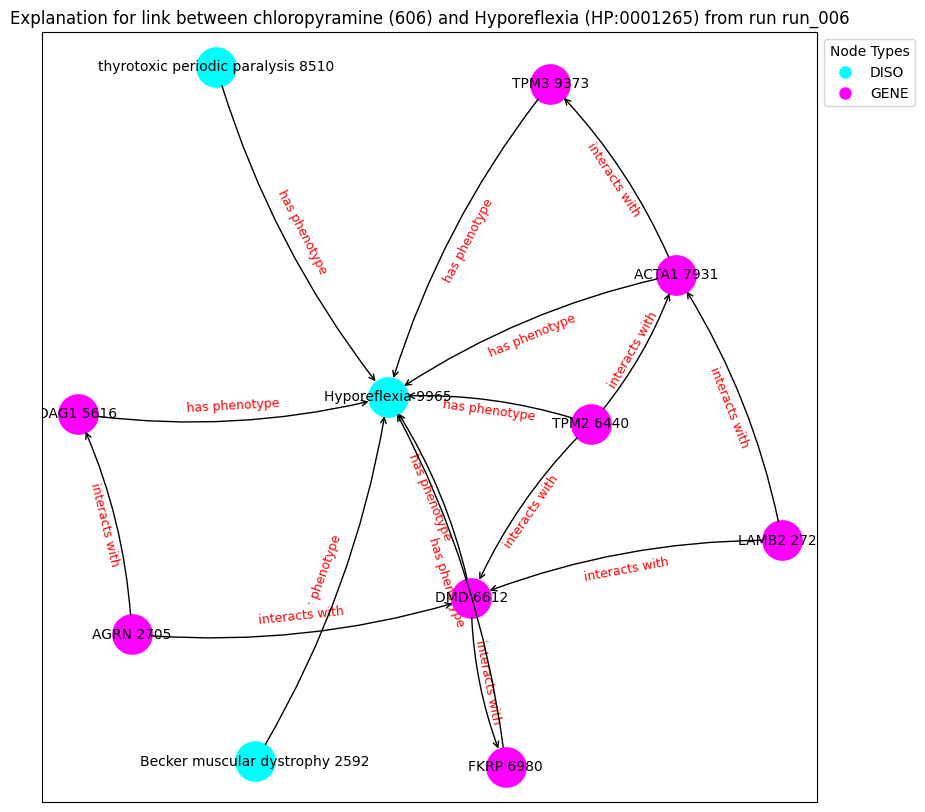 Explanation for link between chloropyramine (606) and Hyporeflexia (HP:0001265) from run run_006
Node Types
DISO
GENE
thyrotoxic periodic paralysis 8510
TPM3 9373
interacts with
has phenotype
has phenotype
ACTA1 7931
has phenotype
interacts with
interacts with
Hyporeflexia 9965
has phenotype
has phenotype
DAG1 5616
TPM2 6440
has phenotype
interacts with
interacts with
has phenotype
phenotype
LAMB2 272
interacts with
DMD 6612
interacts with
AGRN 2705
interacts with
Becker muscular dystrophy 2592
FKRP 6980